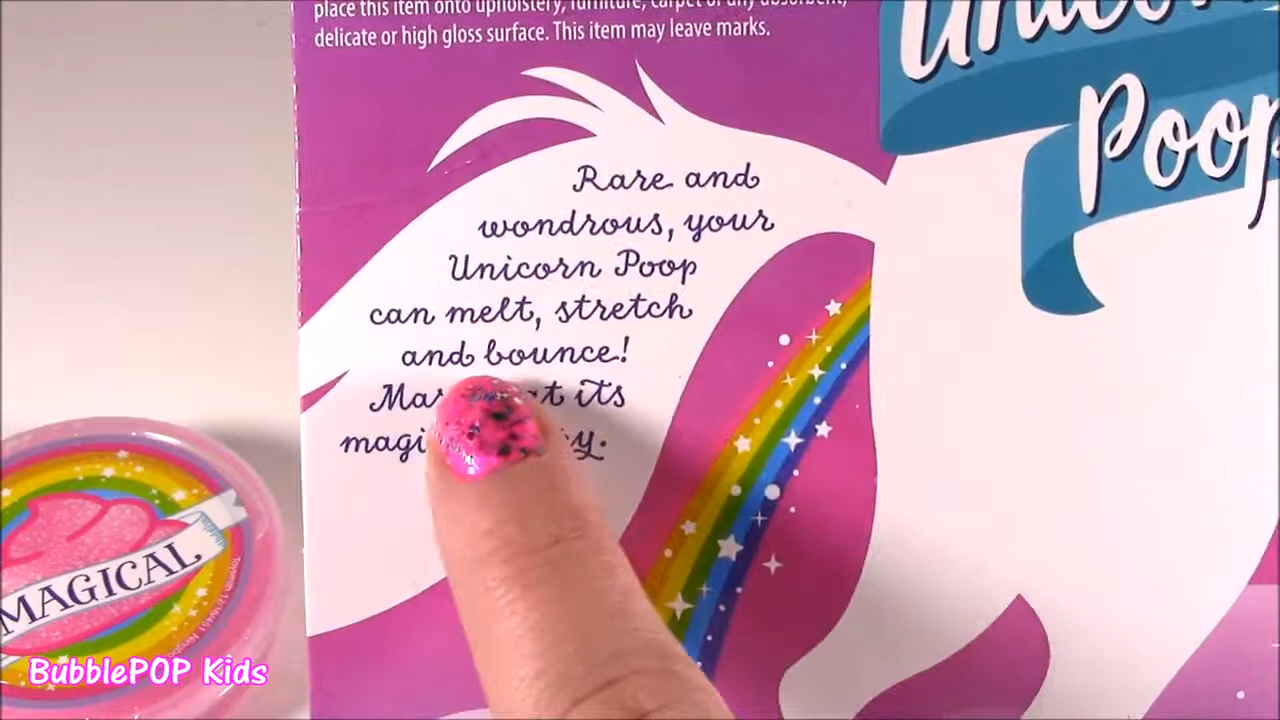 place this item onto upholstery, furniture, carpet or any absorbent,
delicate or high gloss surface. This item may leave marks.
Unicorn
Poop
Rare and
wondrous, your
Unicorn Poop
can melt, stretch
and bounce!
its
MAGICAL
BubblePOP Kids